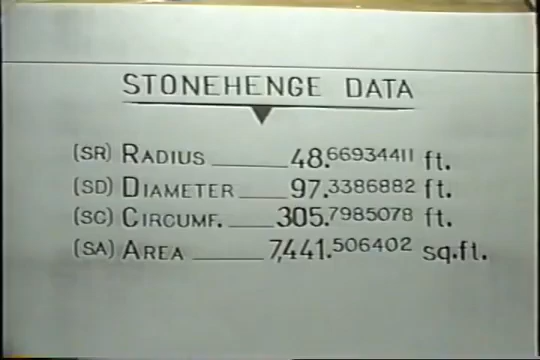 STONEHENGE DATA
(SR) RADIUS 48.66934411 ft.
(SD) DIAMETER 97.3386882 ft.
(SC) CIRCUMF. 305.7985078 ft.
(SA) AREA 7,441.506402 sq.ft.